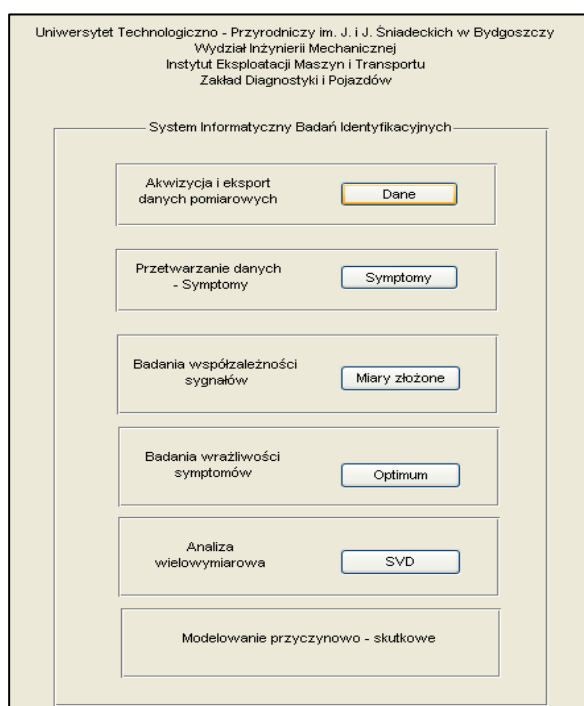 Uniwersytet Technologiczno - Przyrodniczy im. J. i J. Śniadeckich w Bydgoszczy
Wydział Inżynierii Mechanicznej
Instytut Eksploatacji Maszyn i Transportu
Zakład Diagnostyki i Pojazdów
System Informatyczny Badań Identyfikacyjnych
Akwizycja i eksport
danych pomiarowych
Dane
Przetwarzanie danych
- Symptomy
Symptomy
Badania współzależności
sygnałów
Miary złożone
Badania wrażliwości
symptomów
Optimum
Analiza
wielowymiarowa
SVD
Modelowanie przyczynowo - skutkowe